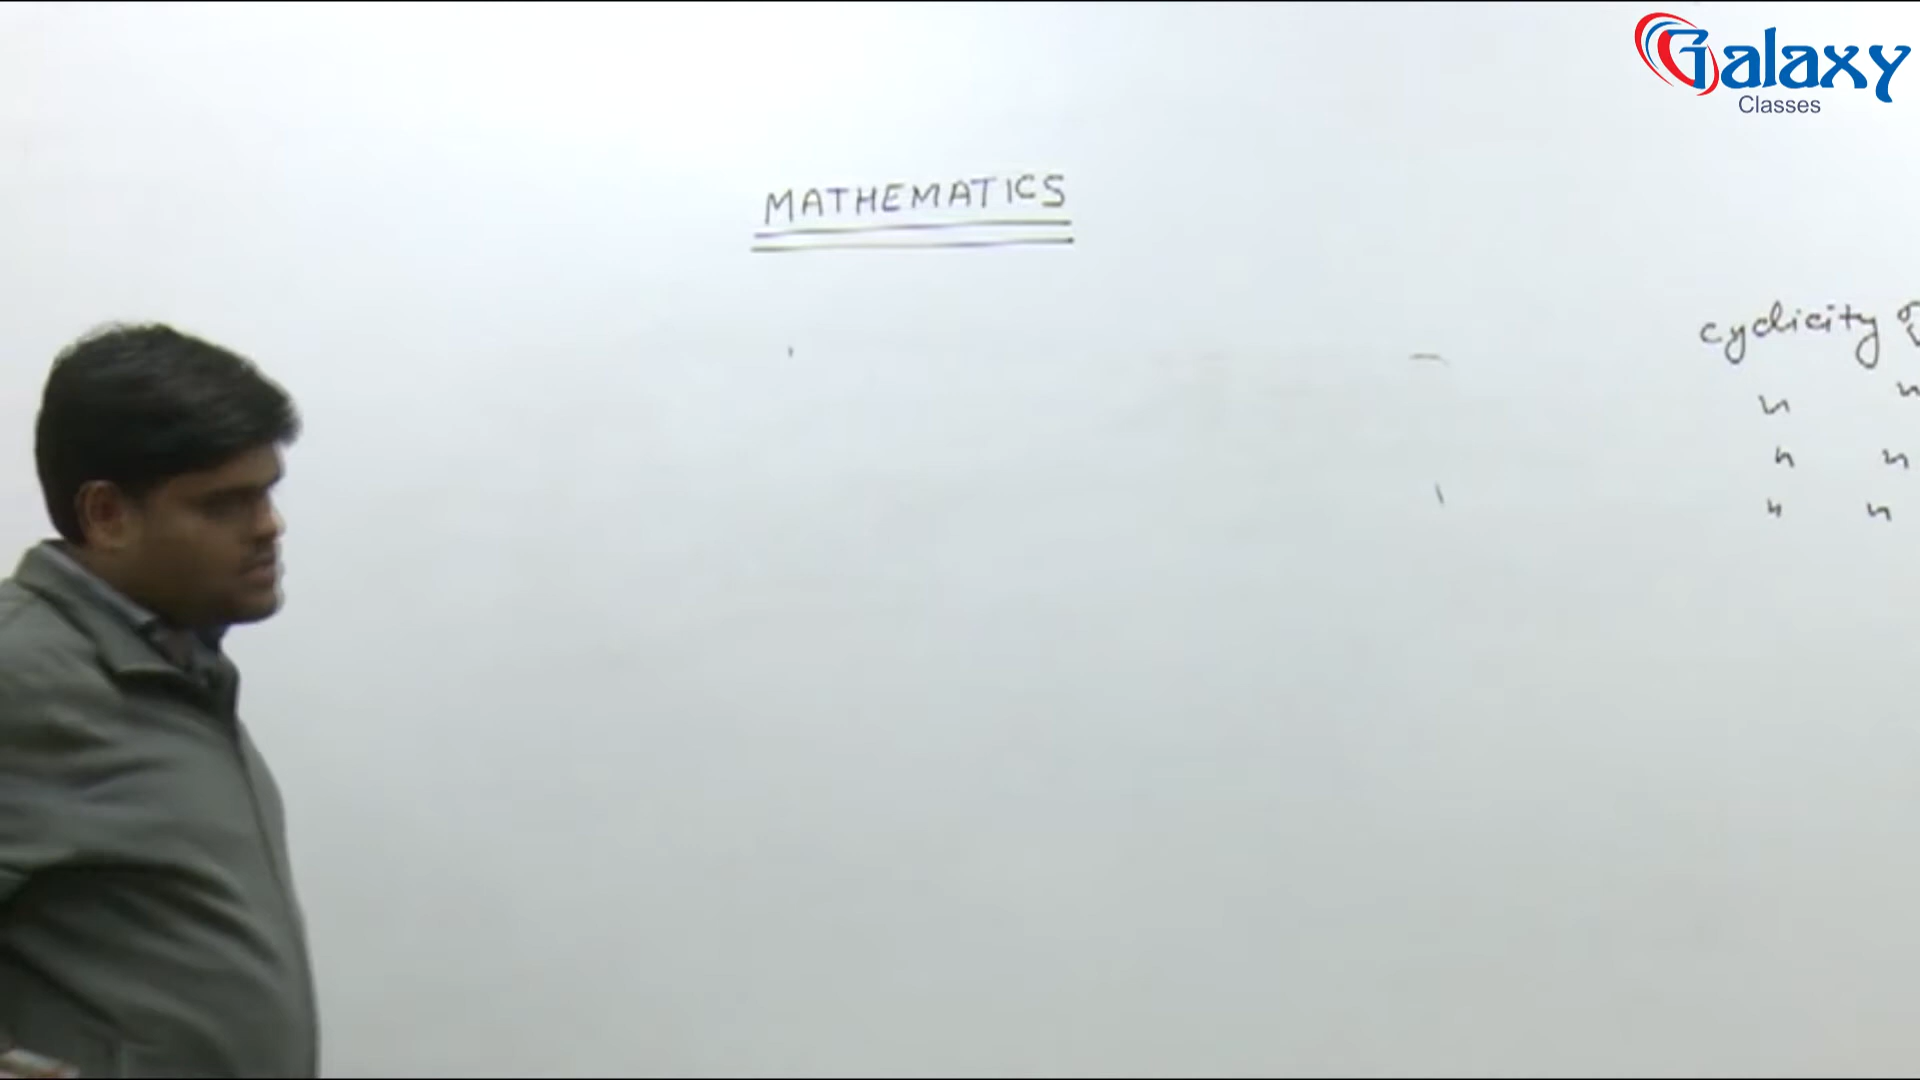 Galaxy
Classes
MATHEMATICS
cyclicity
〃 〃
〃 〃
〃 〃